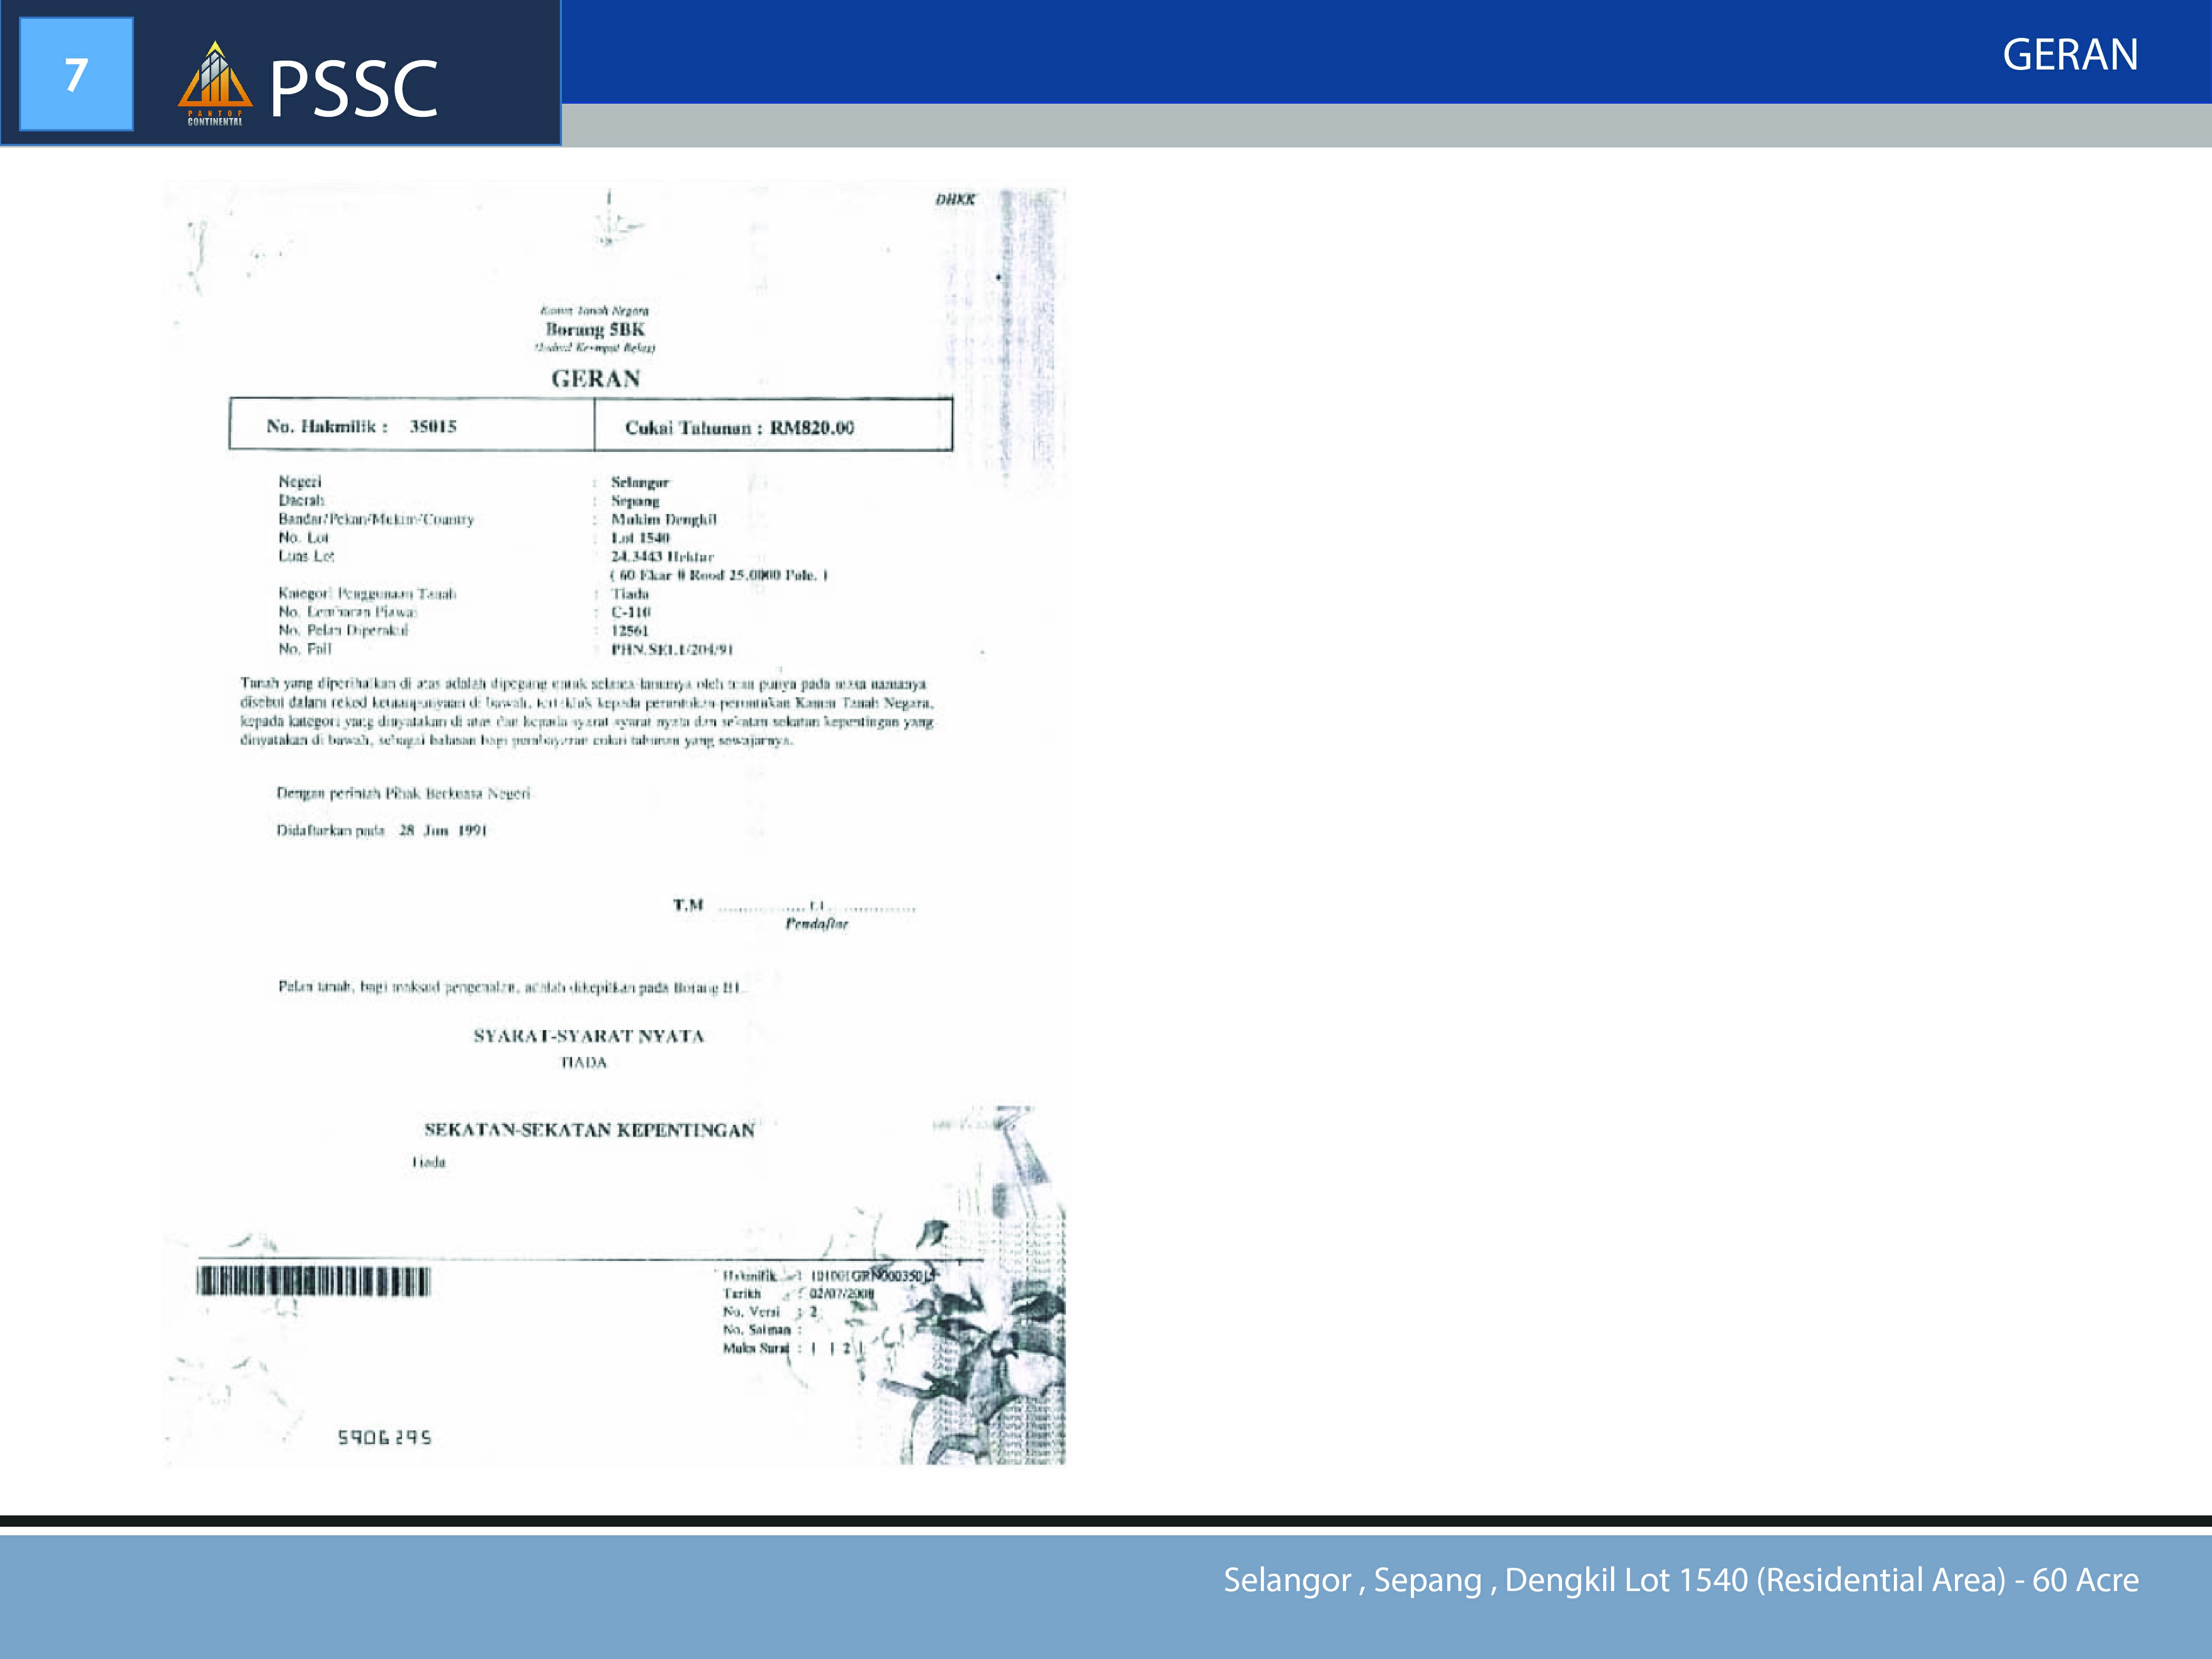 7
PANTOP
CONTINENTAL
PSSC
GERAN
DHKK
Kanun Tanah Negara
Borang 5BK
(Jadual Keempat Belas)
GERAN
No. Hakmilik : 35015
Cukai Tahunan : RM820.00
Negeri : Selangor
Daerah : Sepang
Bandar/Pekan/Mukim/Country : Mukim Dengkil
No. Lot : Lot 1540
Luas Lot : 24.3443 Hektar
( 60 Ekar 0 Rood 25.0000 Pole. )
Kategori Penggunaan Tanah : Tiada
No. Lembaran Piawai : C-110
No. Pelan Diperakui : 12561
No. Fail : PHN.SEL1/204/91
Tanah yang diperihalkan di atas adalah dipegang untuk selama-lamanya oleh tuan punya pada masa namanya
disebut dalam rekod ketuanpunyaan di bawah, tertakluk kepada peruntukan-peruntukan Kanun Tanah Negara,
kepada kategori yang dinyatakan di atas dan kepada syarat-syarat nyata dan sekatan-sekatan kepentingan yang
dinyatakan di bawah, sebagai balasan bagi pembayaran cukai tahunan yang sewajarnya.
Dengan perintah Pihak Berkuasa Negeri
Didaftarkan pada 28 Jun 1991
T.M
Pendaftar
Pelan tanah, bagi maksud pengenalan, adalah dikepilkan pada Borang B1.
SYARAT-SYARAT NYATA
TIADA
SEKATAN-SEKATAN KEPENTINGAN
Tiada
Hakmilik : 101001GRN00035015
Tarikh : 02/07/2008
No. Versi : 2
No. Salinan :
Muka Surat : 1 [ 2 ]
5906295
Selangor , Sepang , Dengkil Lot 1540 (Residential Area) - 60 Acre